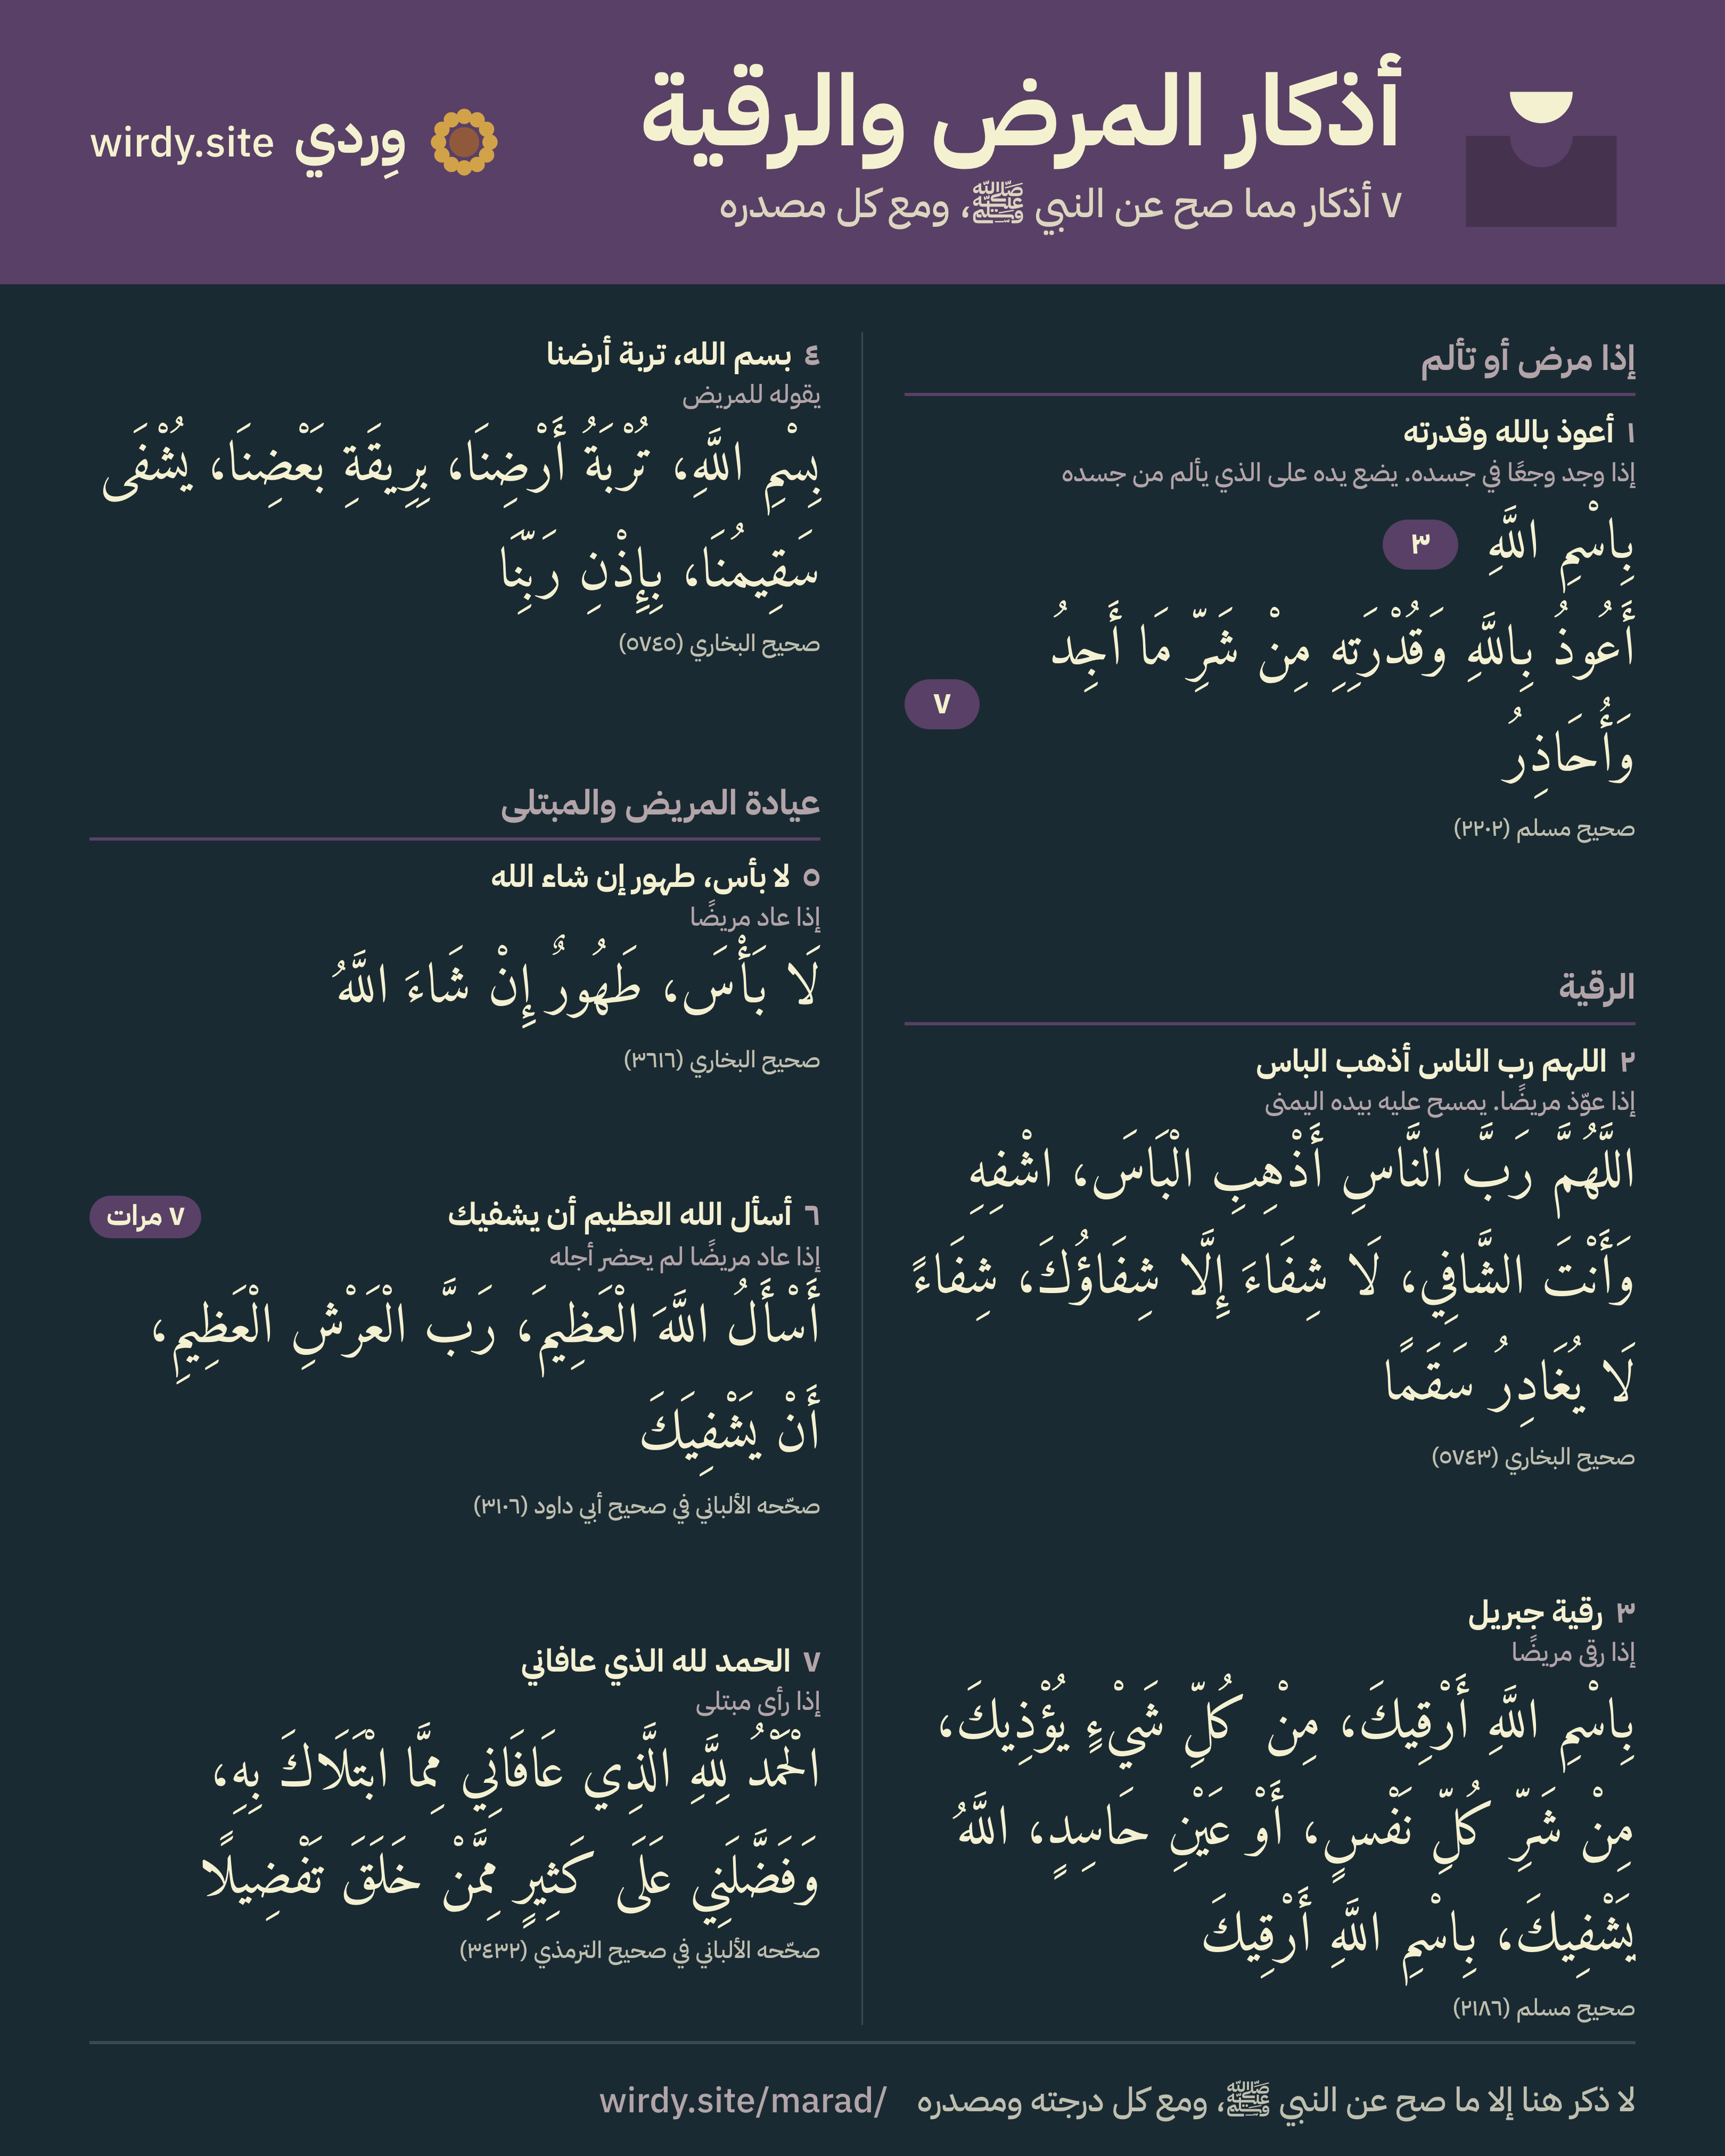 أذكار المرض والرقية
٧ أذكار مما صح عن النبي ﷺ، ومع كل مصدره
وِردي wirdy.site
إذا مرض أو تألم
١ أعوذ بالله وقدرته
إذا وجد وجعًا في جسده. يضع يده على الذي يألم من جسده
بِاسْمِ اللَّهِ ٣
أَعُوذُ بِاللَّهِ وَقُدْرَتِهِ مِنْ شَرِّ مَا أَجِدُ
وَأُحَاذِرُ ٧
صحيح مسلم (٢٢٠٢)
الرقية
٢ اللهم رب الناس أذهب الباس
إذا عوّذ مريضًا. يمسح عليه بيده اليمنى
اللَّهُمَّ رَبَّ النَّاسِ أَذْهِبِ الْبَاسَ، اشْفِهِ
وَأَنْتَ الشَّافِي، لَا شِفَاءَ إِلَّا شِفَاؤُكَ، شِفَاءً
لَا يُغَادِرُ سَقَمًا
صحيح البخاري (٥٧٤٣)
٣ رقية جبريل
إذا رقى مريضًا
بِاسْمِ اللَّهِ أَرْقِيكَ، مِنْ كُلِّ شَيْءٍ يُؤْذِيكَ،
مِنْ شَرِّ كُلِّ نَفْسٍ، أَوْ عَيْنِ حَاسِدٍ، اللَّهُ
يَشْفِيكَ، بِاسْمِ اللَّهِ أَرْقِيكَ
صحيح مسلم (٢١٨٦)
٤ بسم الله، تربة أرضنا
يقوله للمريض
بِسْمِ اللَّهِ، تُرْبَةُ أَرْضِنَا، بِرِيقَةِ بَعْضِنَا، يُشْفَى
سَقِيمُنَا، بِإِذْنِ رَبِّنَا
صحيح البخاري (٥٧٤٥)
عيادة المريض والمبتلى
٥ لا بأس، طهور إن شاء الله
إذا عاد مريضًا
لَا بَأْسَ، طَهُورٌ إِنْ شَاءَ اللَّهُ
صحيح البخاري (٣٦١٦)
٦ أسأل الله العظيم أن يشفيك ٧ مرات
إذا عاد مريضًا لم يحضر أجله
أَسْأَلُ اللَّهَ الْعَظِيمَ، رَبَّ الْعَرْشِ الْعَظِيمِ،
أَنْ يَشْفِيَكَ
صحّحه الألباني في صحيح أبي داود (٣١٠٦)
٧ الحمد لله الذي عافاني
إذا رأى مبتلى
الْحَمْدُ لِلَّهِ الَّذِي عَافَانِي مِمَّا ابْتَلَاكَ بِهِ،
وَفَضَّلَنِي عَلَى كَثِيرٍ مِمَّنْ خَلَقَ تَفْضِيلًا
صحّحه الألباني في صحيح الترمذي (٣٤٣٢)
لا ذكر هنا إلا ما صح عن النبي ﷺ، ومع كل درجته ومصدره wirdy.site/marad/